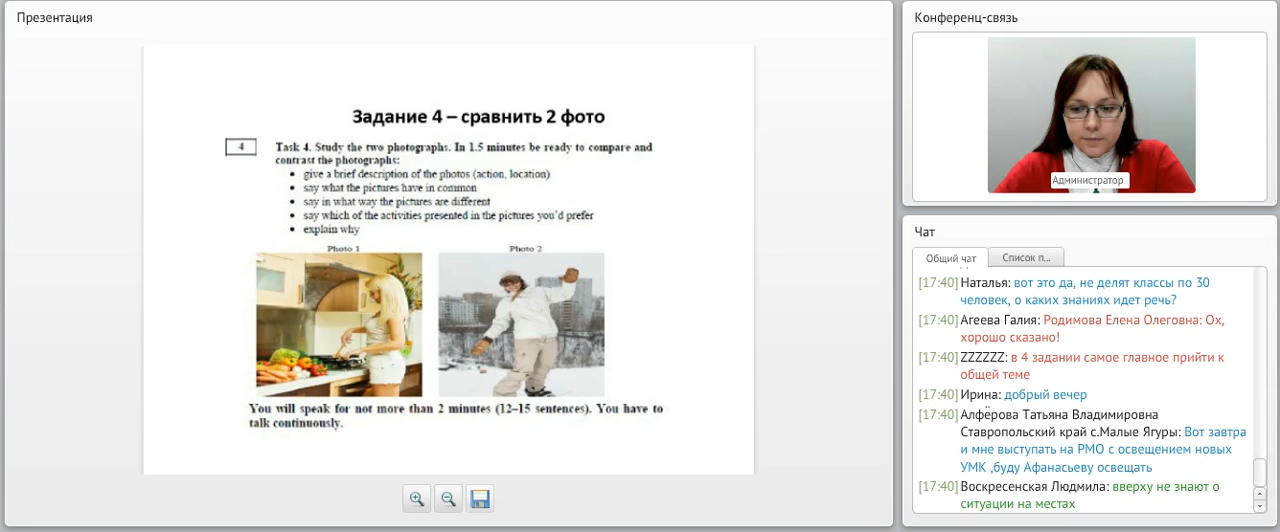 Презентация
Задание 4 – сравнить 2 фото
4
Task 4. Study the two photographs. In 1.5 minutes be ready to compare and
contrast the photographs:
• give a brief description of the photos (action, location)
• say what the pictures have in common
• say in what way the pictures are different
• say which of the activities presented in the pictures you'd prefer
• explain why
Photo 1
Photo 2
You will speak for not more than 2 minutes (12–15 sentences). You have to
talk continuously.
Конференц-связь
Администратор
Чат
Общий чат
Список п...
[17:40] Наталья: вот это да, не делят классы по 30
человек, о каких знаниях идет речь?
[17:40] Агеева Галия: Родимова Елена Олеговна: Ох,
хорошо сказано!
[17:40] ZZZZZZ: в 4 задании самое главное прийти к
общей теме
[17:40] Ирина: добрый вечер
[17:40] Алфёрова Татьяна Владимировна
Ставропольский край с.Малые Ягуры: Вот завтра
и мне выступать на РМО с освещением новых
УМК ,буду Афанасьеву освещать
[17:40] Воскресенская Людмила: вверху не знают о
ситуации на местах